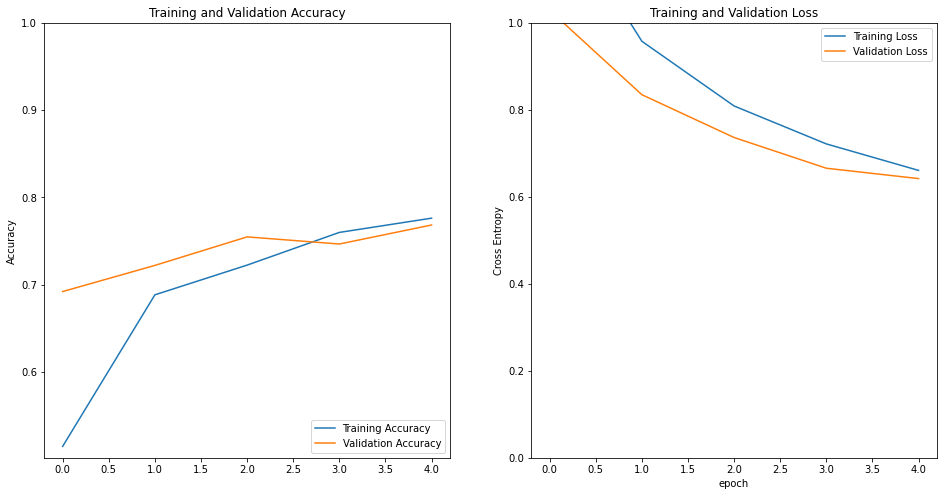 Training and Validation Accuracy
1.0
0.9
0.8
0.7
0.6
Accuracy
0.0 0.5 1.0 1.5 2.0 2.5 3.0 3.5 4.0
Training Accuracy
Validation Accuracy
Training and Validation Loss
1.0
0.8
0.6
0.4
0.2
0.0
Cross Entropy
0.0 0.5 1.0 1.5 2.0 2.5 3.0 3.5 4.0
epoch
Training Loss
Validation Loss